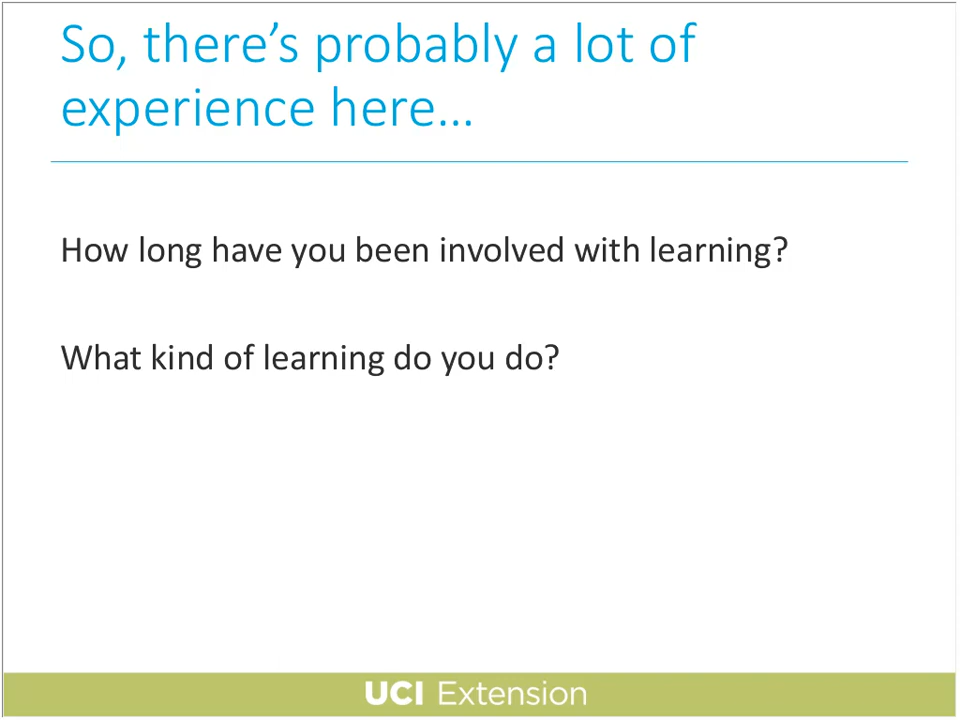 So, there’s probably a lot of
experience here...
How long have you been involved with learning?
What kind of learning do you do?
UCI Extension